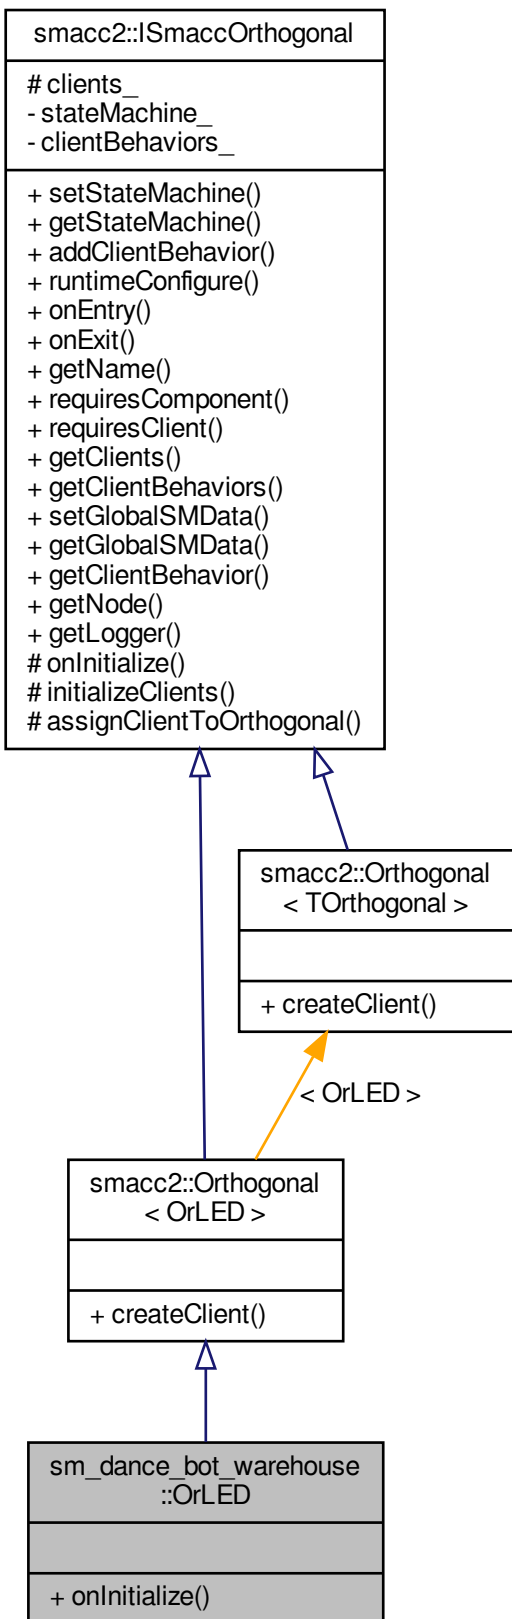 smacc2::ISmaccOrthogonal
# clients_
- stateMachine_
- clientBehaviors_
+ setStateMachine()
+ getStateMachine()
+ addClientBehavior()
+ runtimeConfigure()
+ onEntry()
+ onExit()
+ getName()
+ requiresComponent()
+ requiresClient()
+ getClients()
+ getClientBehaviors()
+ setGlobalSMData()
+ getGlobalSMData()
+ getClientBehavior()
+ getNode()
+ getLogger()
# onInitialize()
# initializeClients()
# assignClientToOrthogonal()
smacc2::Orthogonal
< TOrthogonal >
+ createClient()
< OrLED >
smacc2::Orthogonal
< OrLED >
+ createClient()
sm_dance_bot_warehouse
::OrLED
+ onInitialize()